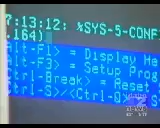 7:13:12: %SYS-5-CONF
.164)
Alt-F1> = Display He
Alt-F3> = Setup Prog
Ctrl-Break> = Reset
Ctrl-S>/<Ctrl-Q> = S